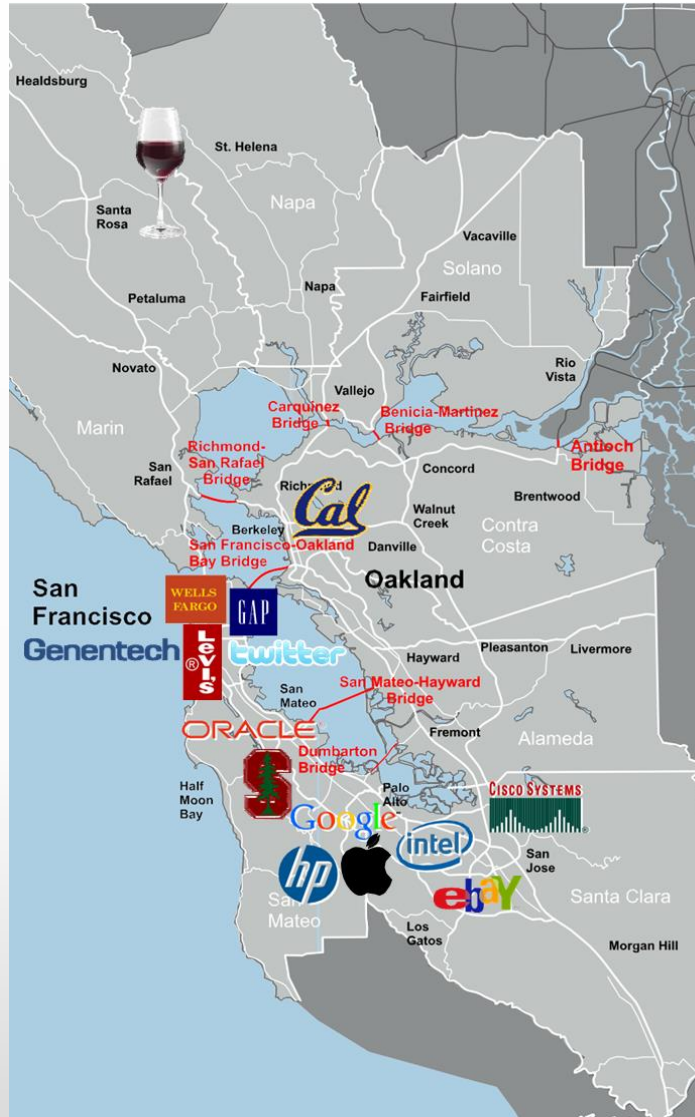 Healdsburg
St. Helena
Napa
Santa
Rosa
Vacaville
Solano
Petaluma
Napa
Fairfield
Novato
Rio
Vista
Vallejo
Carquinez
Bridge
Benicia-Martinez
Bridge
Marin
Richmond-
San Rafael
Bridge
San
Rafael
Antioch
Bridge
Concord
Cal
Brentwood
Walnut
Creek
Contra
Costa
Berkeley
San Francisco-Oakland
Bay Bridge
Danville
Oakland
San
Francisco
WELLS
FARGO
GAP
Genentech
LEVI'S
®
twitter
Hayward
Pleasanton
Livermore
San
Mateo
San Mateo-Hayward
Bridge
ORACLE
Fremont
Alameda
Dumbarton
Bridge
Half
Moon
Bay
S
Palo
Alto
CISCO SYSTEMS
®
Google
intel
hp
San
Jose
ebay
Mateo
Santa Clara
Los
Gatos
Morgan Hill